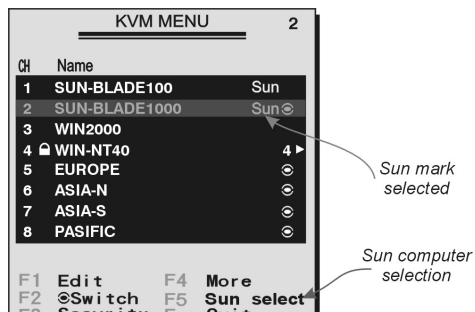 KVM MENU 2
CH Name
1 SUN-BLADE100 Sun
2 SUN-BLADE1000 Sun
3 WIN2000
4 WIN-NT40 4
5 EUROPE
6 ASIA-N
7 ASIA-S
8 PASIFIC
Sun mark
selected
Sun computer
selection
F1 Edit F4 More
F2 Switch F5 Sun select